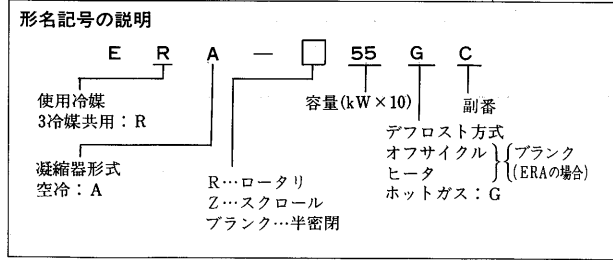 形名記号の説明
E R A — □ 55 G C
使用冷媒
3冷媒共用：R
凝縮器形式
空冷：A
R…ロータリ
Z…スクロール
ブランク…半密閉
容量(kW×10)
副番
デフロスト方式
オフサイクル ブランク
ヒータ (ERAの場合)
ホットガス：G